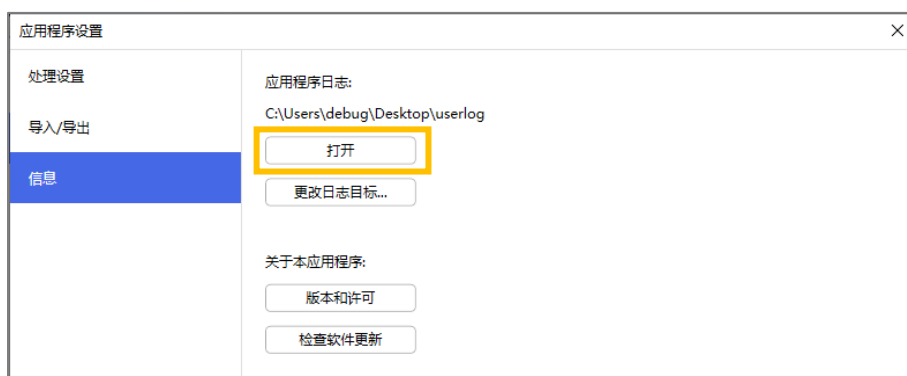 应用程序设置
处理设置
导入/导出
信息
应用程序日志:
C:\Users\debug\Desktop\userlog
打开
更改日志目标...
关于本应用程序:
版本和许可
检查软件更新